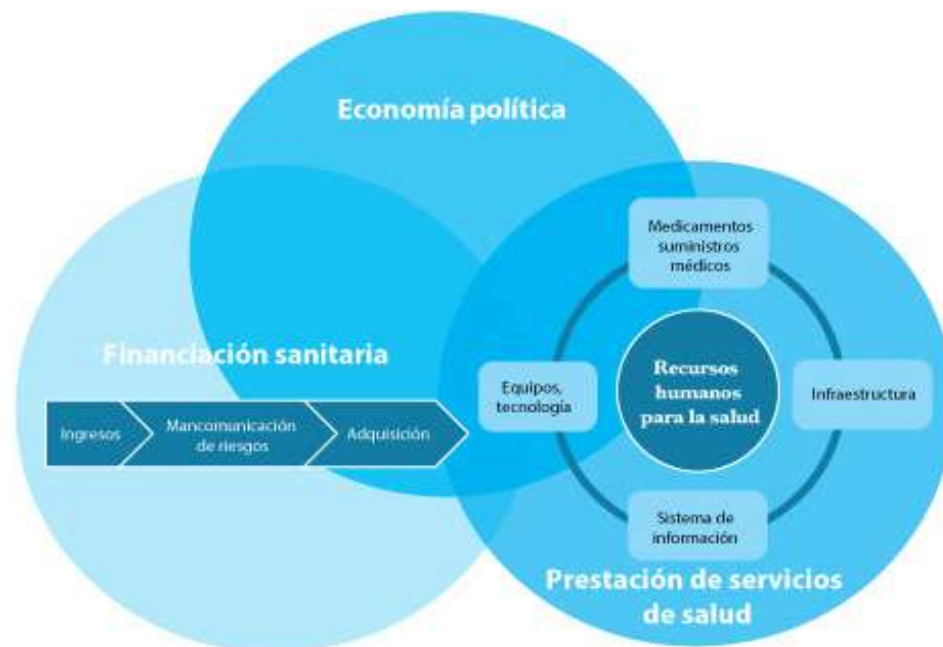 Economía política
Medicamentos
suministros
médicos
Financiación sanitaria
Ingresos
Mancomunicación
de riesgos
Adquisición
Equipos,
tecnología
Recursos
humanos
para la salud
Infraestructura
Sistema de
información
Prestación de servicios
de salud